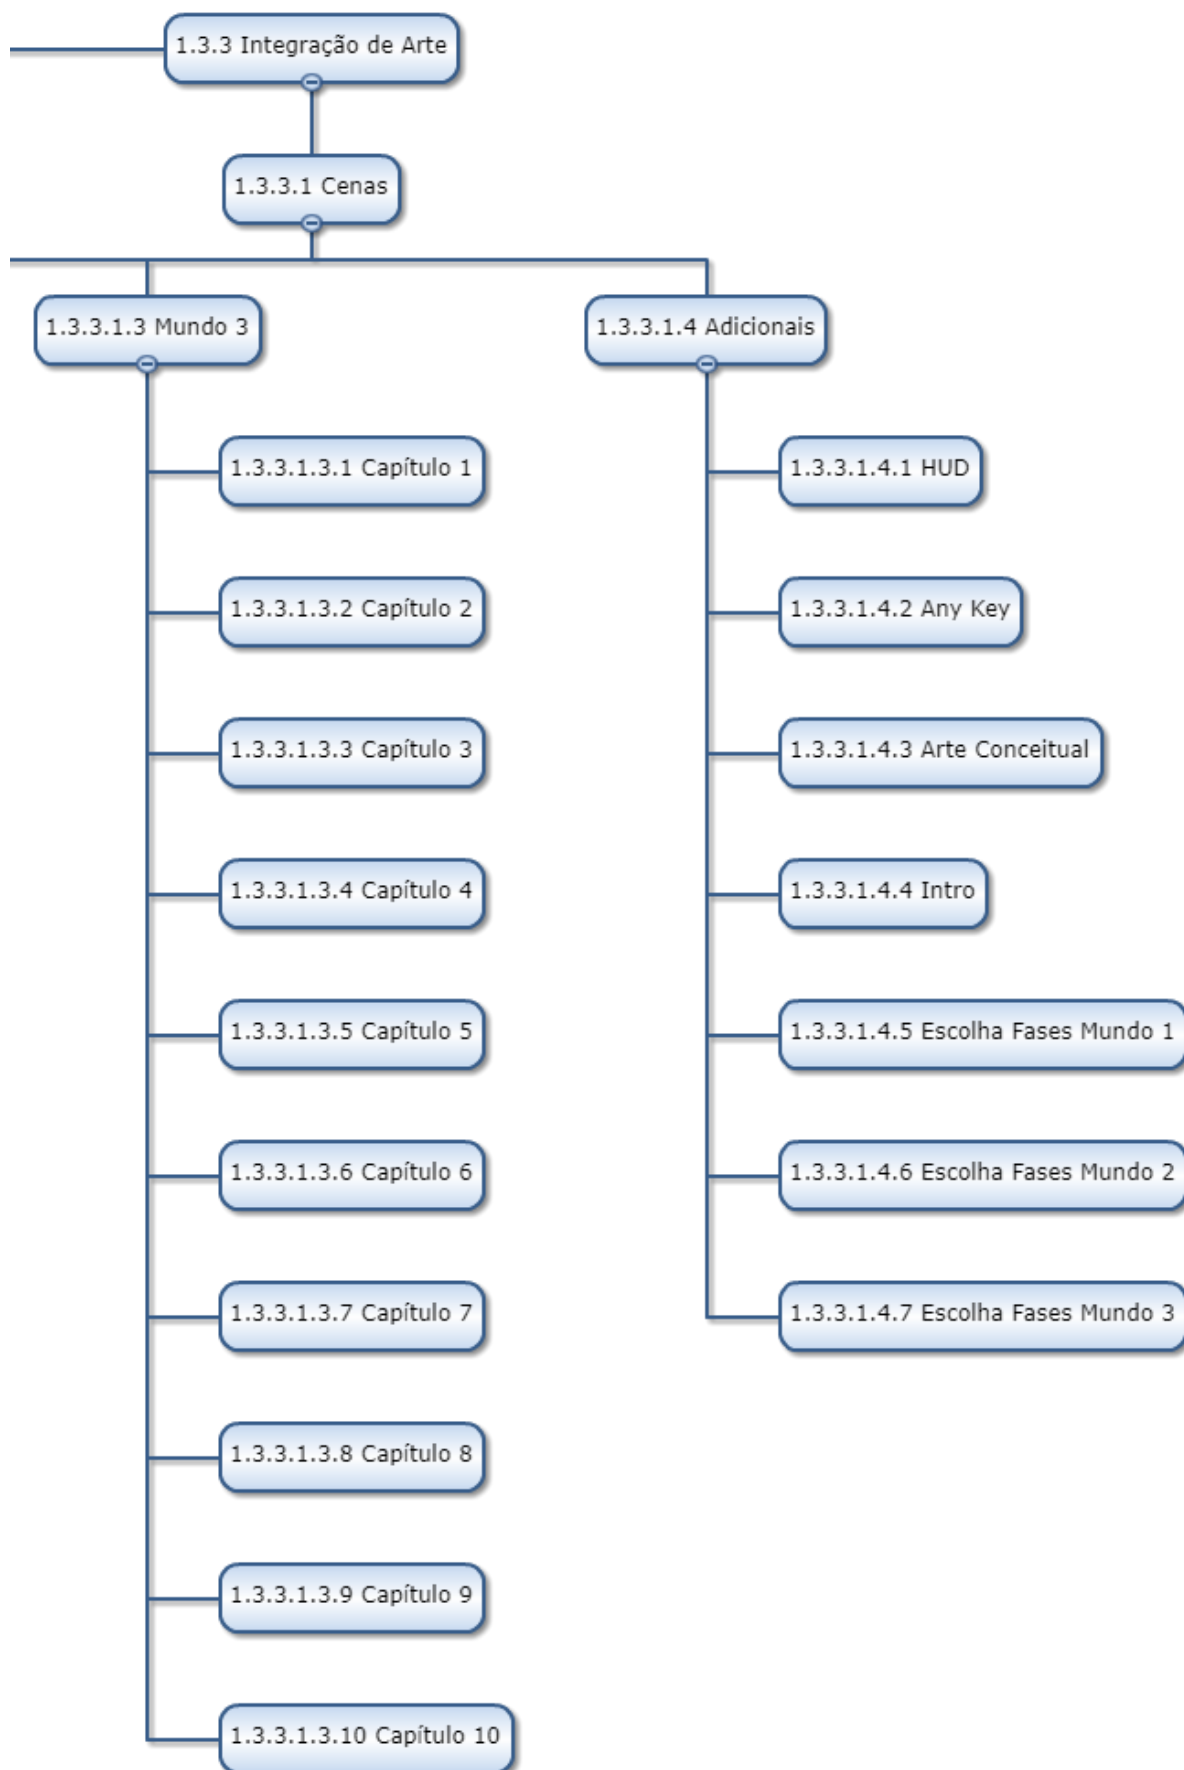 1.3.3 Integração de Arte
1.3.3.1 Cenas
1.3.3.1.3 Mundo 3
1.3.3.1.3.1 Capítulo 1
1.3.3.1.3.2 Capítulo 2
1.3.3.1.3.3 Capítulo 3
1.3.3.1.3.4 Capítulo 4
1.3.3.1.3.5 Capítulo 5
1.3.3.1.3.6 Capítulo 6
1.3.3.1.3.7 Capítulo 7
1.3.3.1.3.8 Capítulo 8
1.3.3.1.3.9 Capítulo 9
1.3.3.1.3.10 Capítulo 10
1.3.3.1.4 Adicionais
1.3.3.1.4.1 HUD
1.3.3.1.4.2 Any Key
1.3.3.1.4.3 Arte Conceitual
1.3.3.1.4.4 Intro
1.3.3.1.4.5 Escolha Fases Mundo 1
1.3.3.1.4.6 Escolha Fases Mundo 2
1.3.3.1.4.7 Escolha Fases Mundo 3